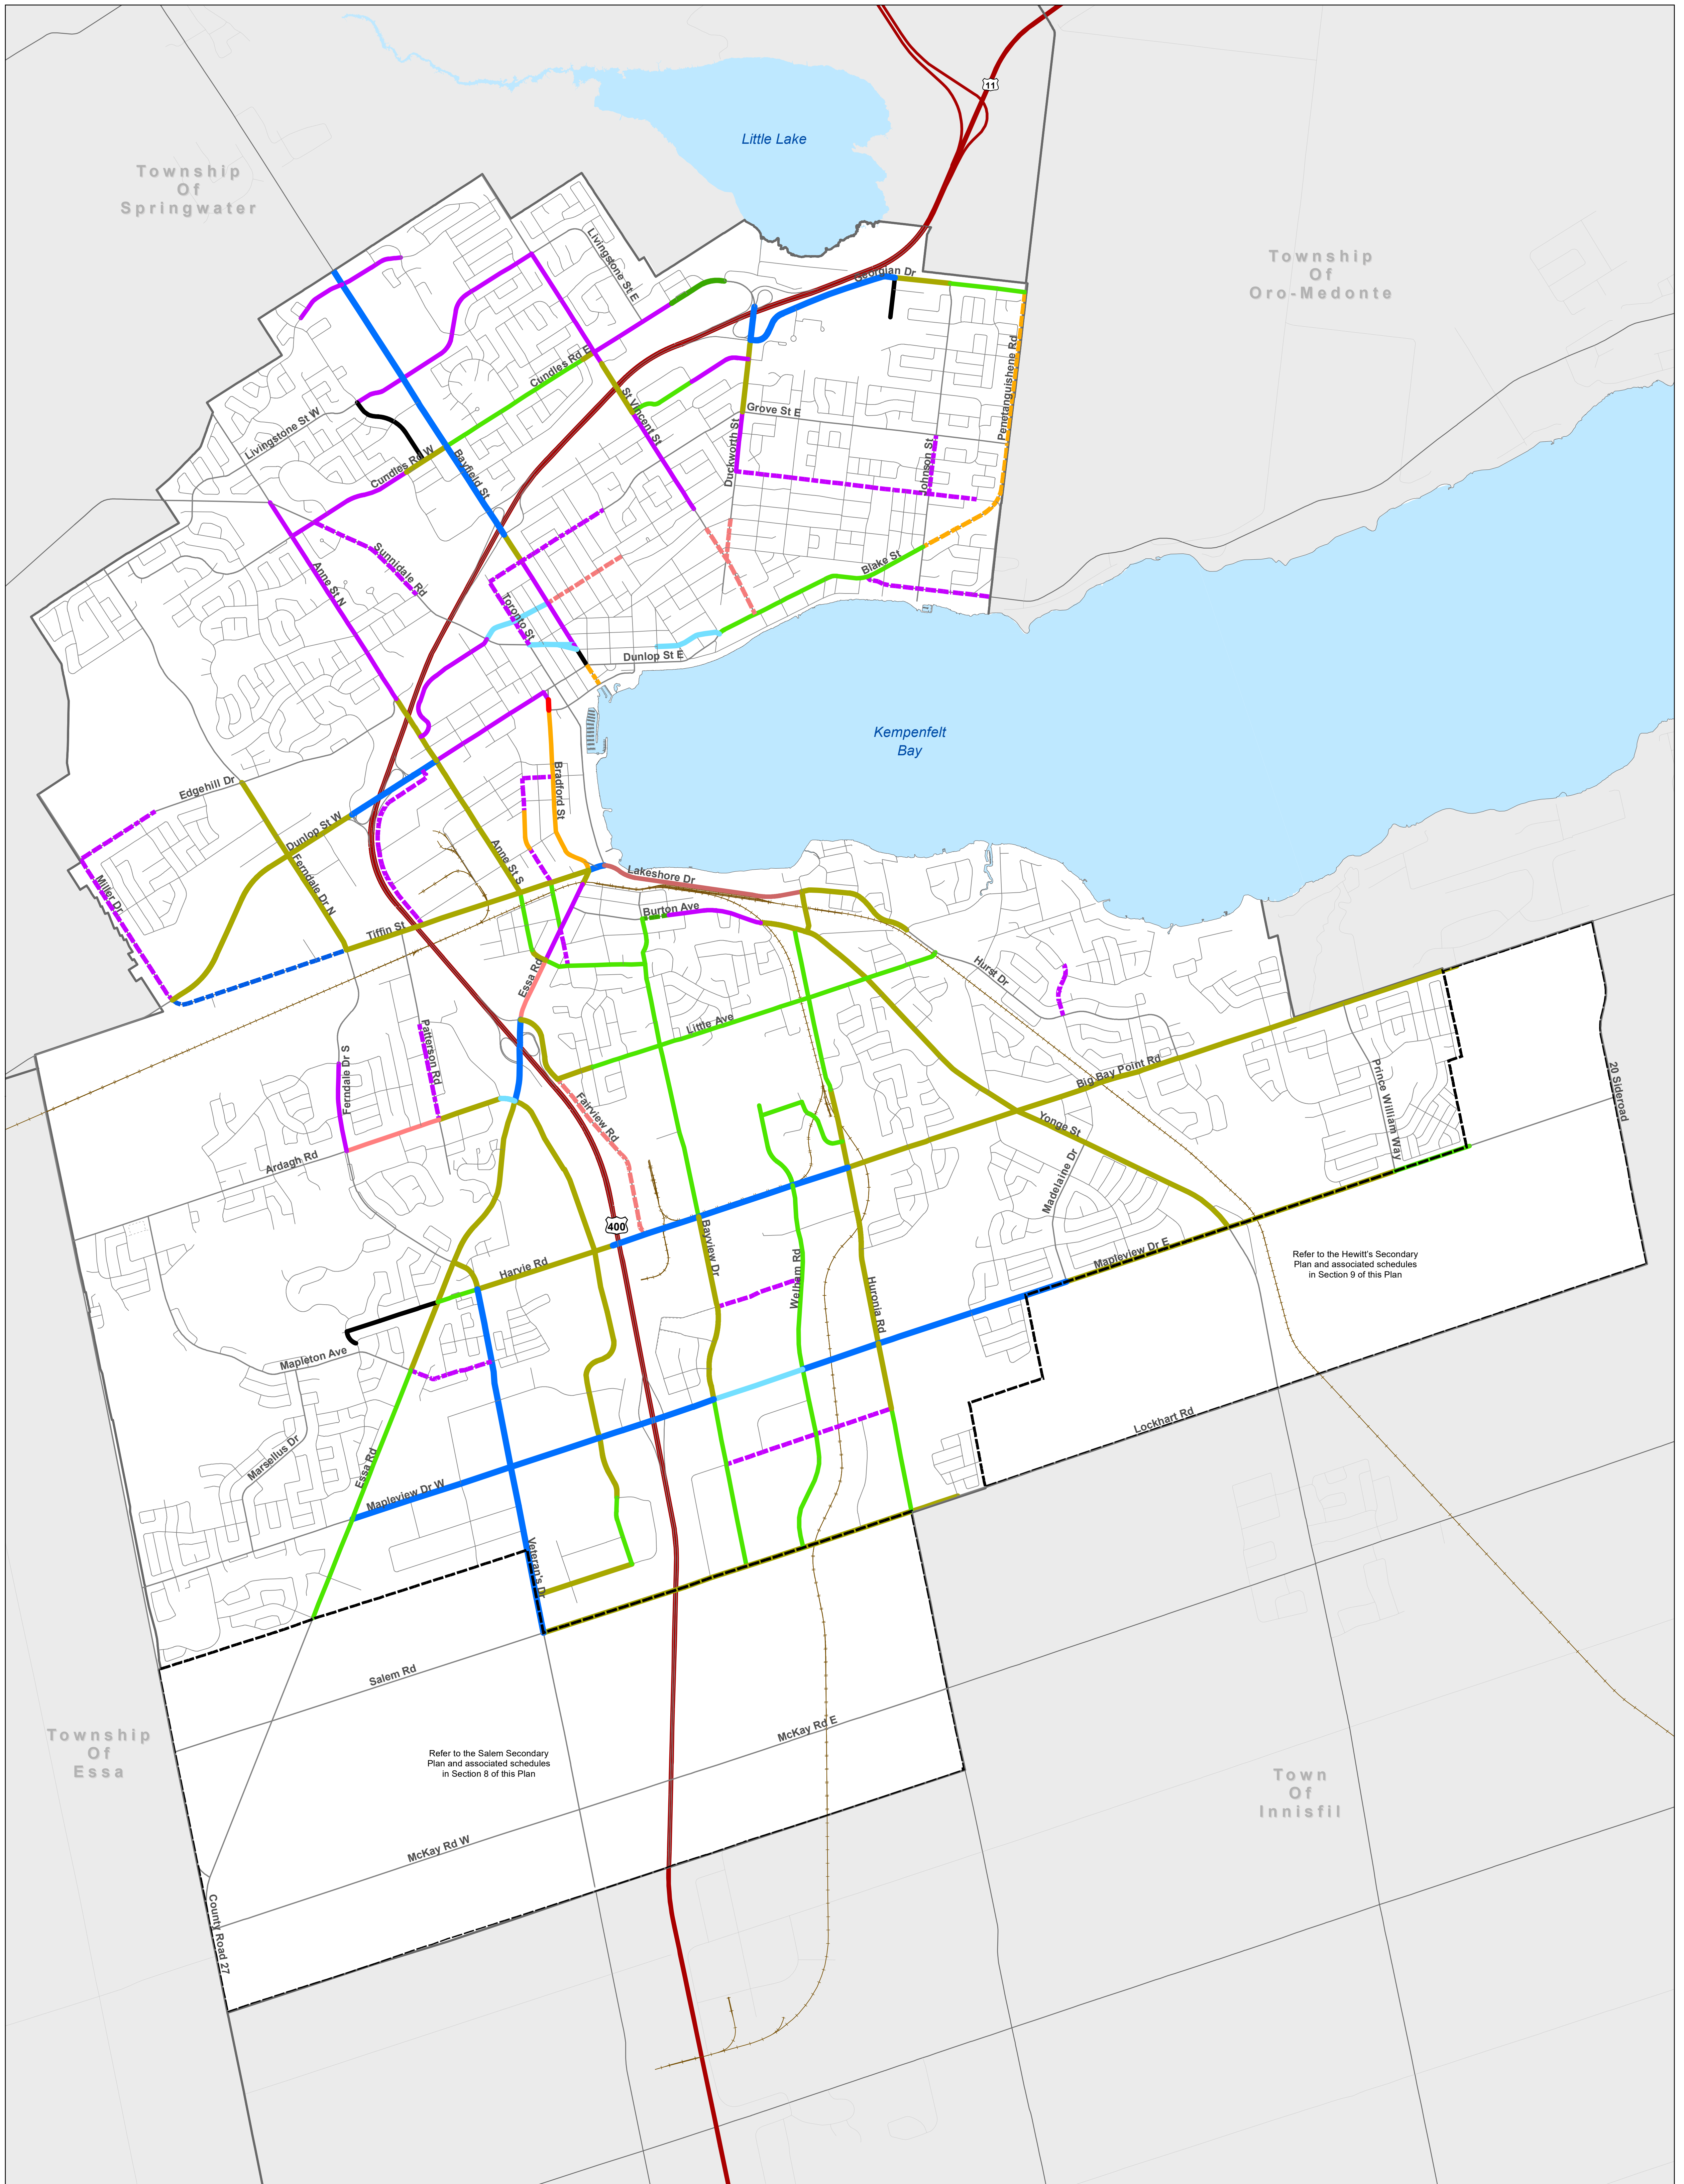 11
Little Lake
Township
Of
Springwater
Livingstone St E
Georgian Dr
Township
Of
Oro-Medonte
Cundles Rd E
Penetanguishene Rd
St Vincent St
Grove St E
Livingstone St W
Duckworth St
Johnson St
Cundles Rd W
Bayfield St
Sunnidale Rd
Anne St N
Blake St
Toronto St
Dunlop St E
Kempenfelt
Bay
Edgehill Dr
Bradford St
Dunlop St W
Ferndale Dr N
Anne St S
Miller Dr
Lakeshore Dr
Burton Ave
Tiffin St
Essa Rd
Hurst Dr
Little Ave
Patterson Rd
Ferndale Dr S
Big Bay Point Rd
Prince William Way
20 Sideroad
Fairview Rd
Yonge St
Ardagh Rd
Madelaine Dr
400
Bayview Dr
Harvie Rd
Welham Rd
Huronia Rd
Mapleview Dr E
Refer to the Hewitt's Secondary
Plan and associated schedules
in Section 9 of this Plan
Mapleton Ave
Lockhart Rd
Marsellus Dr
Essa Rd
Mapleview Dr W
Veteran's Dr
Salem Rd
McKay Rd E
Township
Of
Essa
Refer to the Salem Secondary
Plan and associated schedules
in Section 8 of this Plan
Town
Of
Innisfil
McKay Rd W
County Road 27